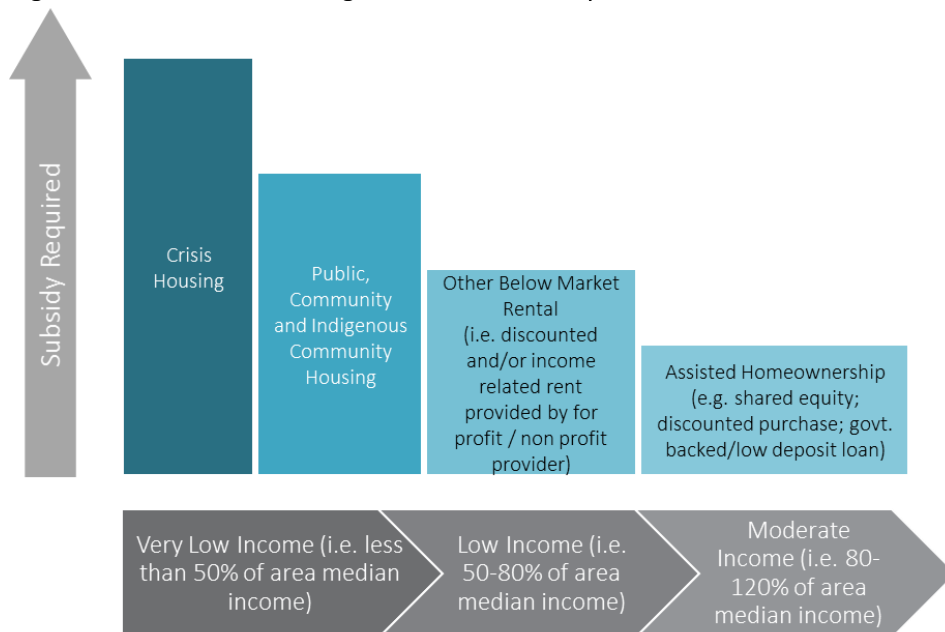 Subsidy Required
Crisis
Housing
Public,
Community
and Indigenous
Community
Housing
Other Below Market
Rental
(i.e. discounted
and/or income
related rent
provided by for
profit / non profit
provider)
Assisted Homeownership
(e.g. shared equity;
discounted purchase; govt.
backed/low deposit loan)
Very Low Income (i.e. less
than 50% of area median
income)
Low Income (i.e.
50-80% of area
median income)
Moderate
Income (i.e. 80-
120% of area
median income)